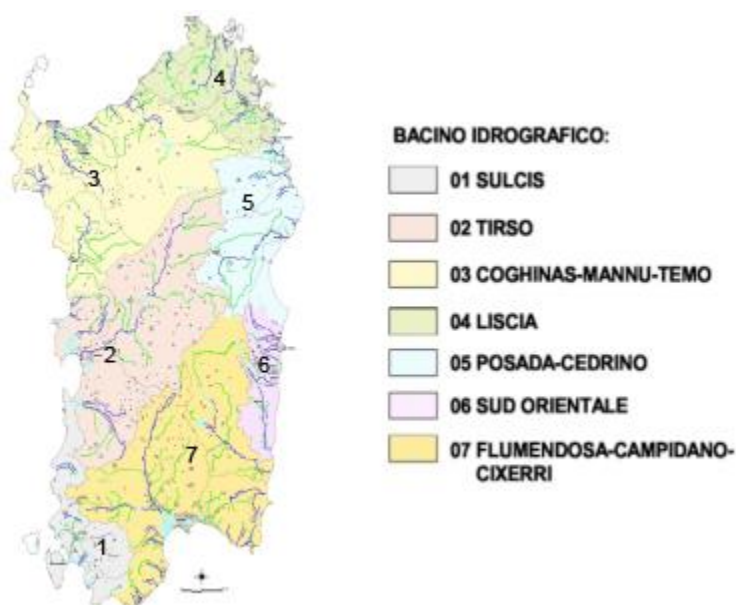 4
3
5
2
6
7
1
BACINO IDROGRAFICO:
01 SULCIS
02 TIRSO
03 COGHINAS-MANNU-TEMO
04 LISCIA
05 POSADA-CEDRINO
06 SUD ORIENTALE
07 FLUMENDOSA-CAMPIDANO-
CIXERRI